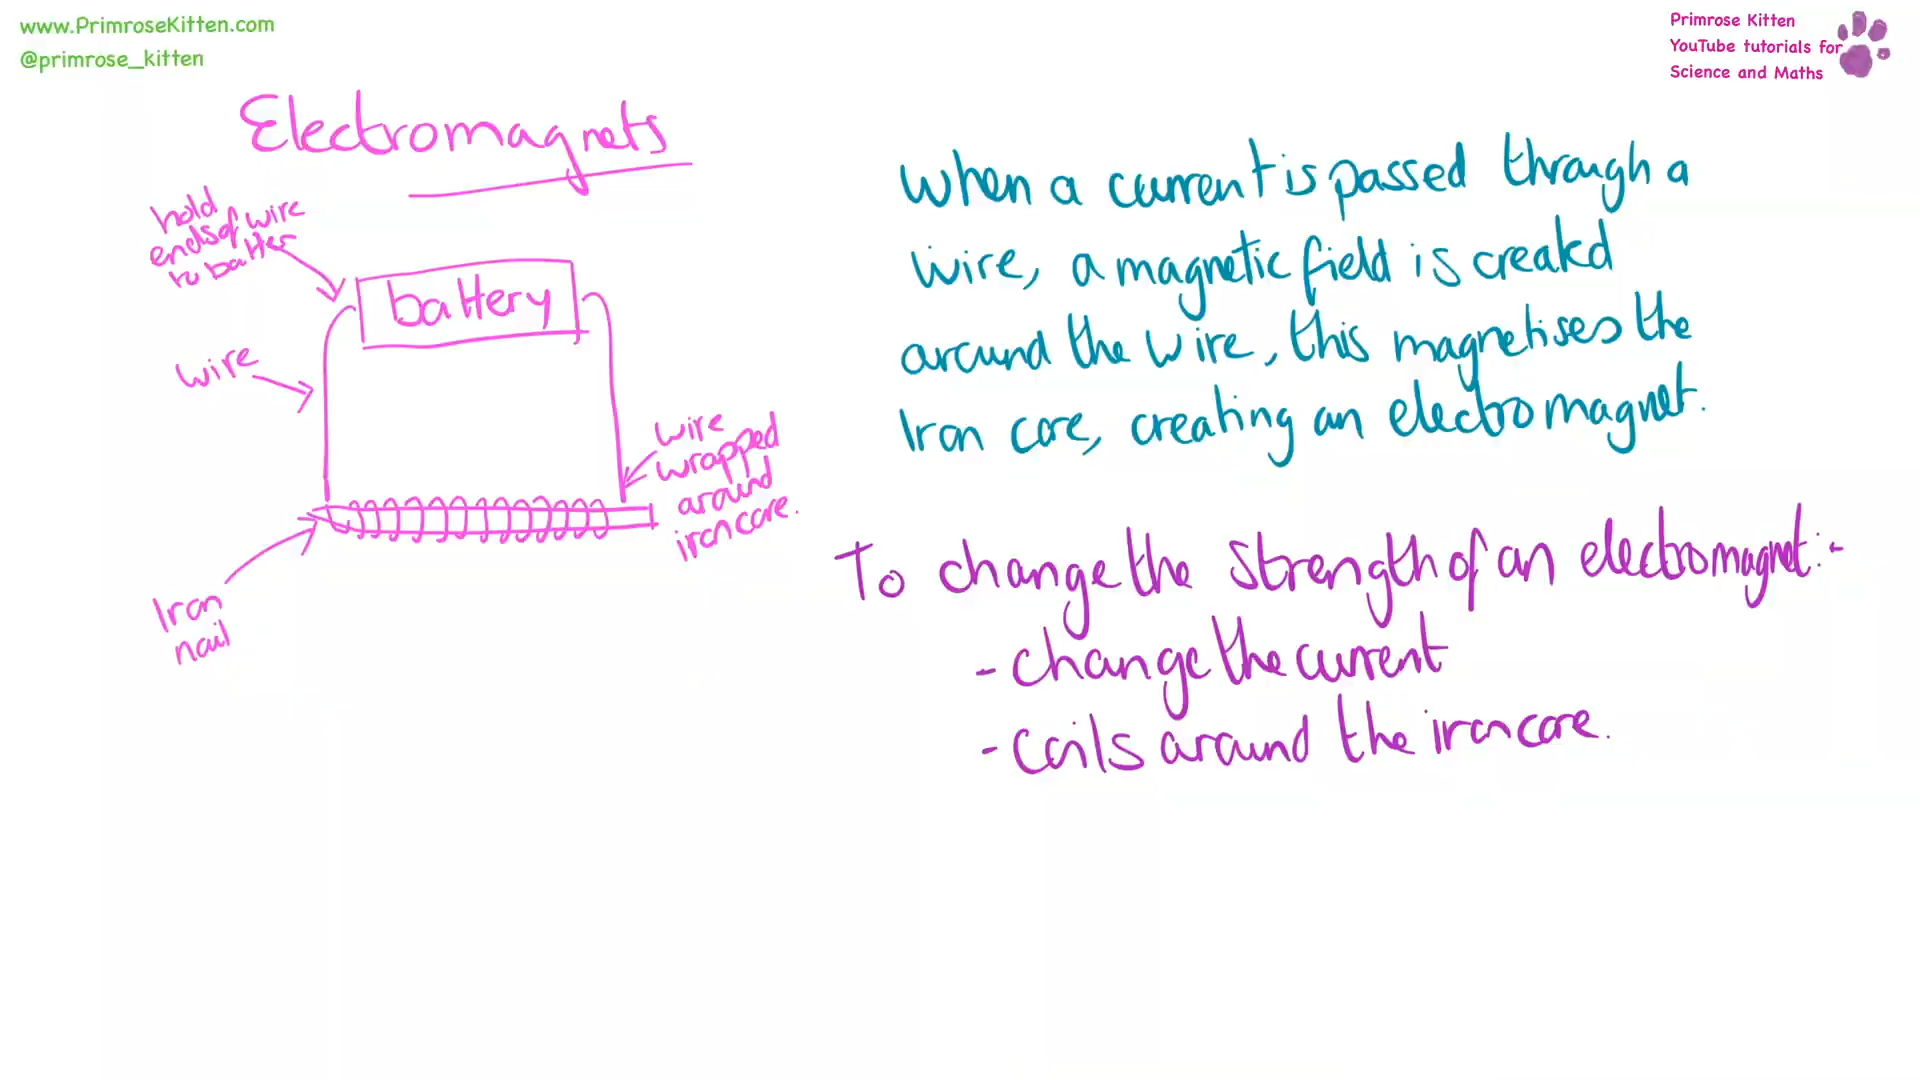 www.PrimroseKitten.com
@primrose_kitten
Primrose Kitten
YouTube tutorials for
Science and Maths
Electromagnets
hold
ends of wire
to batter
battery
wire
wire
wrapped
around
iron core.
Iron
nail
When a current is passed through a
wire, a magnetic field is created
around the wire, this magnetises the
Iron core, creating an electromagnet.
To change the strength of an electromagnet:-
- change the current
- coils around the iron core.